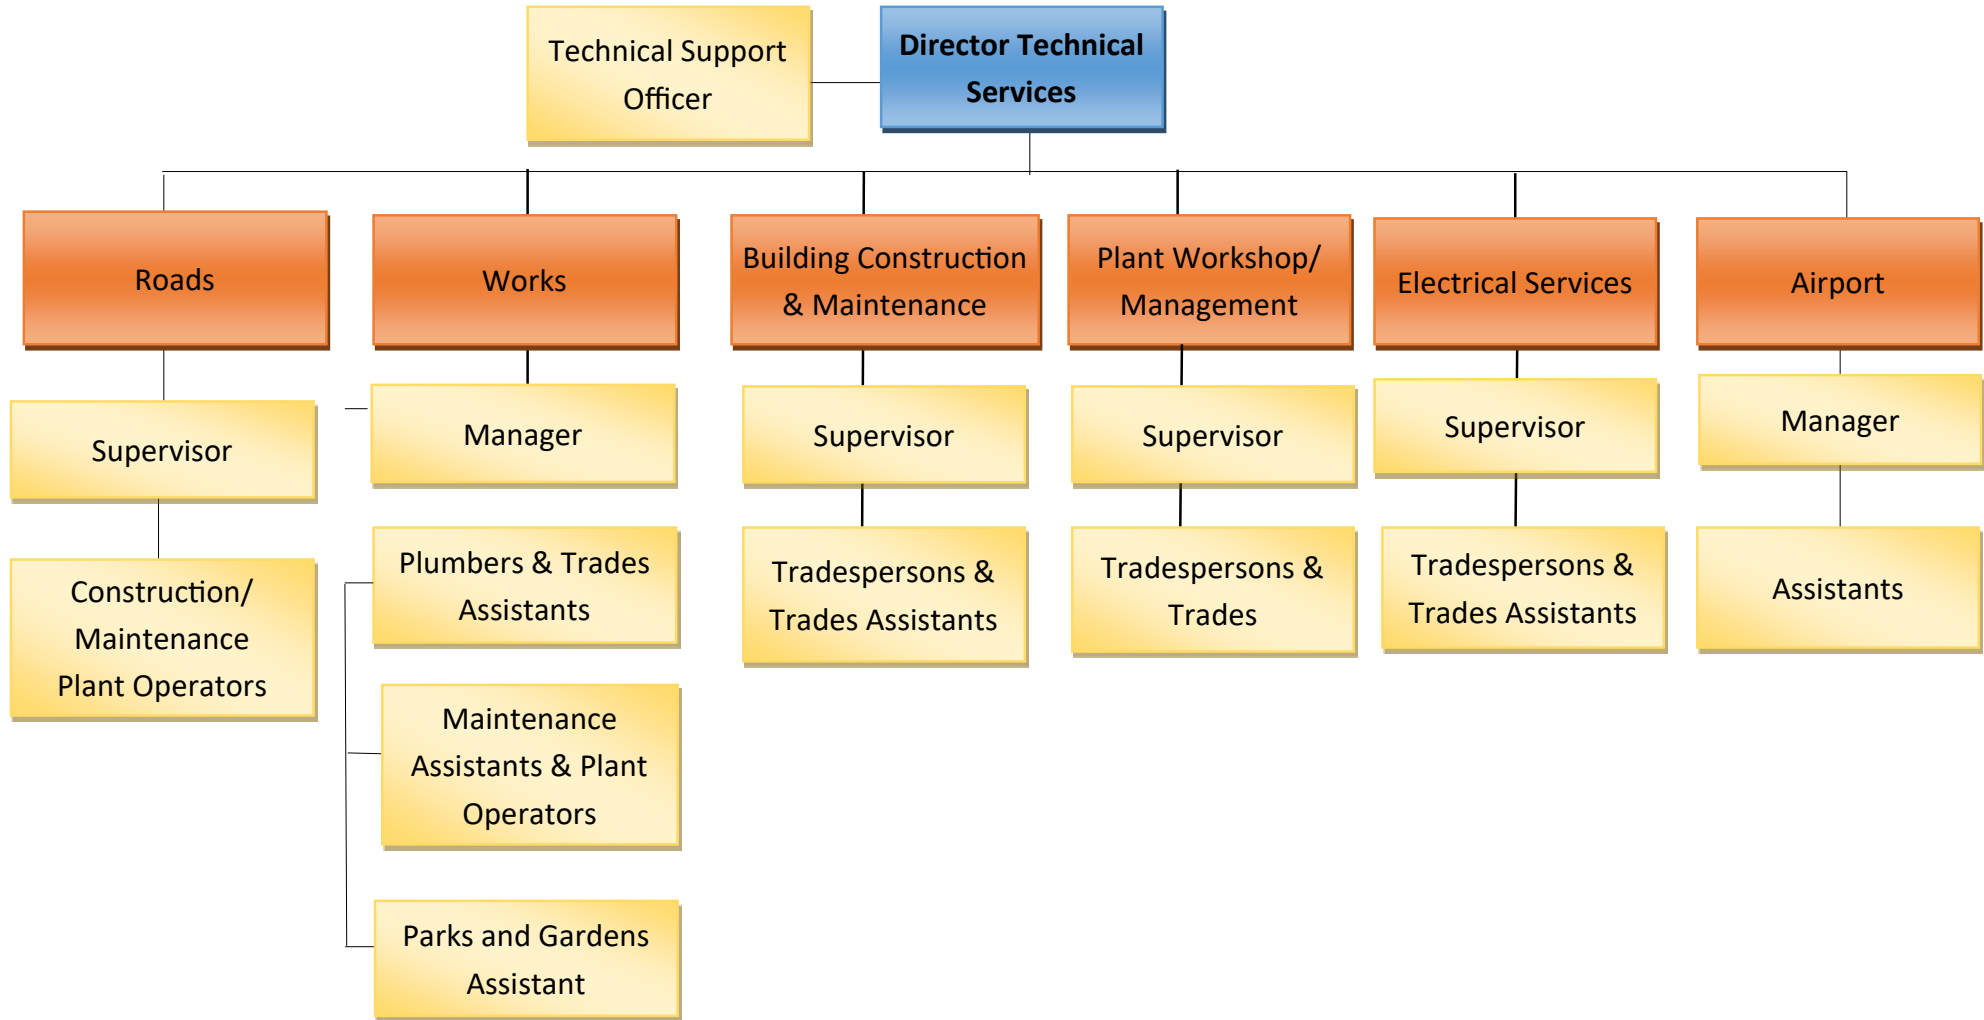 Technical Support
Officer
Director Technical
Services
Roads
Works
Building Construction
& Maintenance
Plant Workshop/
Management
Electrical Services
Airport
Supervisor
Manager
Supervisor
Supervisor
Supervisor
Manager
Construction/
Maintenance
Plant Operators
Plumbers & Trades
Assistants
Maintenance
Assistants & Plant
Operators
Parks and Gardens
Assistant
Tradespersons &
Trades Assistants
Tradespersons &
Trades
Tradespersons &
Trades Assistants
Assistants